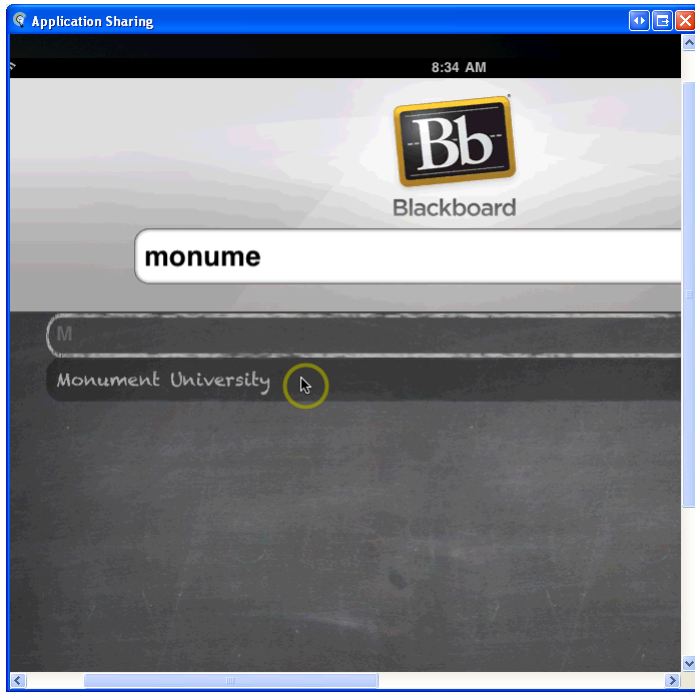 Application Sharing
8:34 AM
Bb
Blackboard
monume
M
Monument University